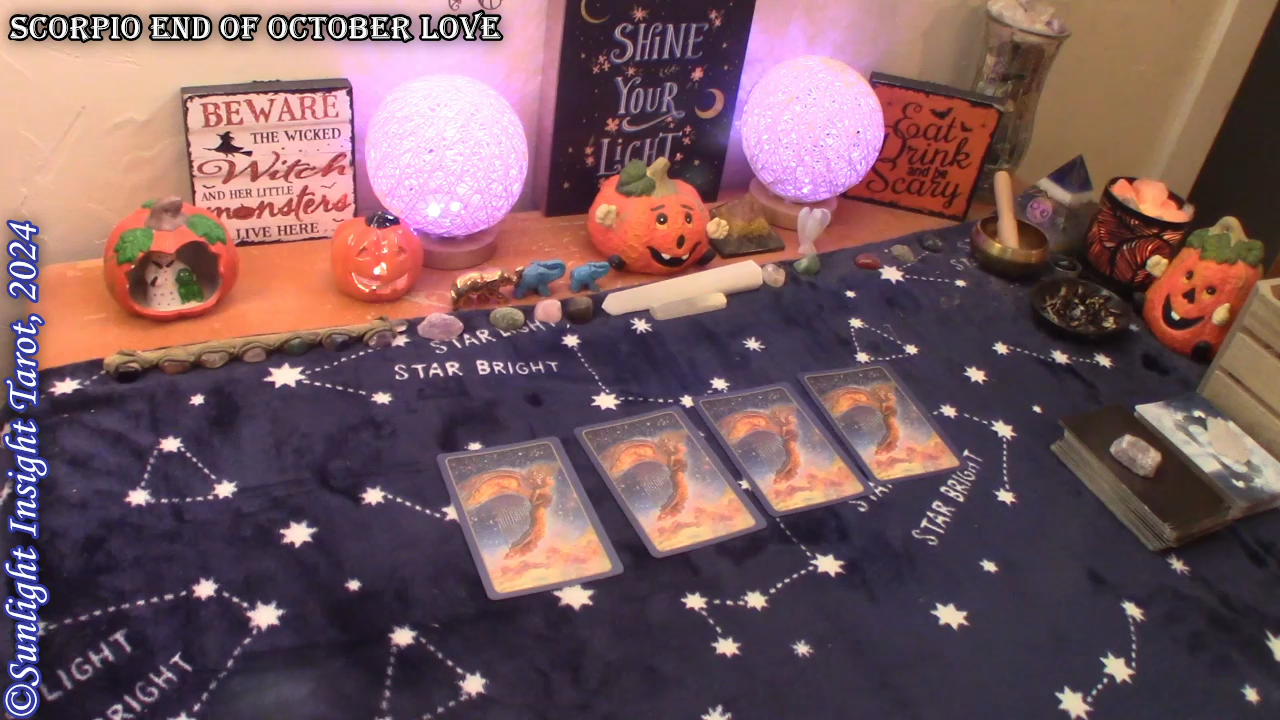 SCORPIO END OF OCTOBER LOVE
SHINE
YOUR
LIGHT
BEWARE
THE WICKED
Witch
AND HER LITTLE
monsters
LIVE HERE
Eat
Drink
and be
Scary
STAR LIGHT
STAR BRIGHT
STAR BRIGHT
LIGHT
BRIGHT
©Sunlight Insight Tarot, 2024